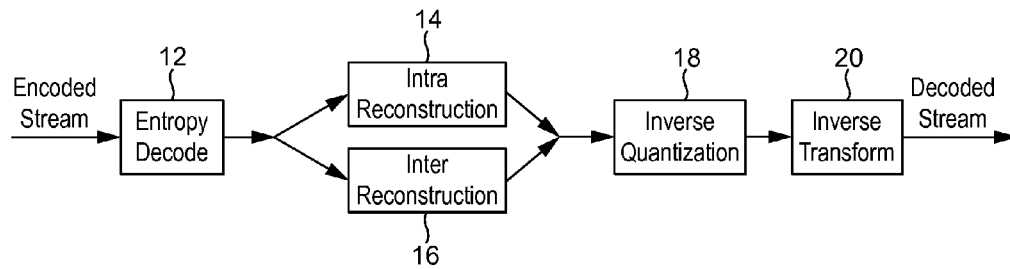 14
12
18
20
Encoded
Stream
Entropy
Decode
Intra
Reconstruction
Inter
Reconstruction
16
Inverse
Quantization
Inverse
Transform
Decoded
Stream